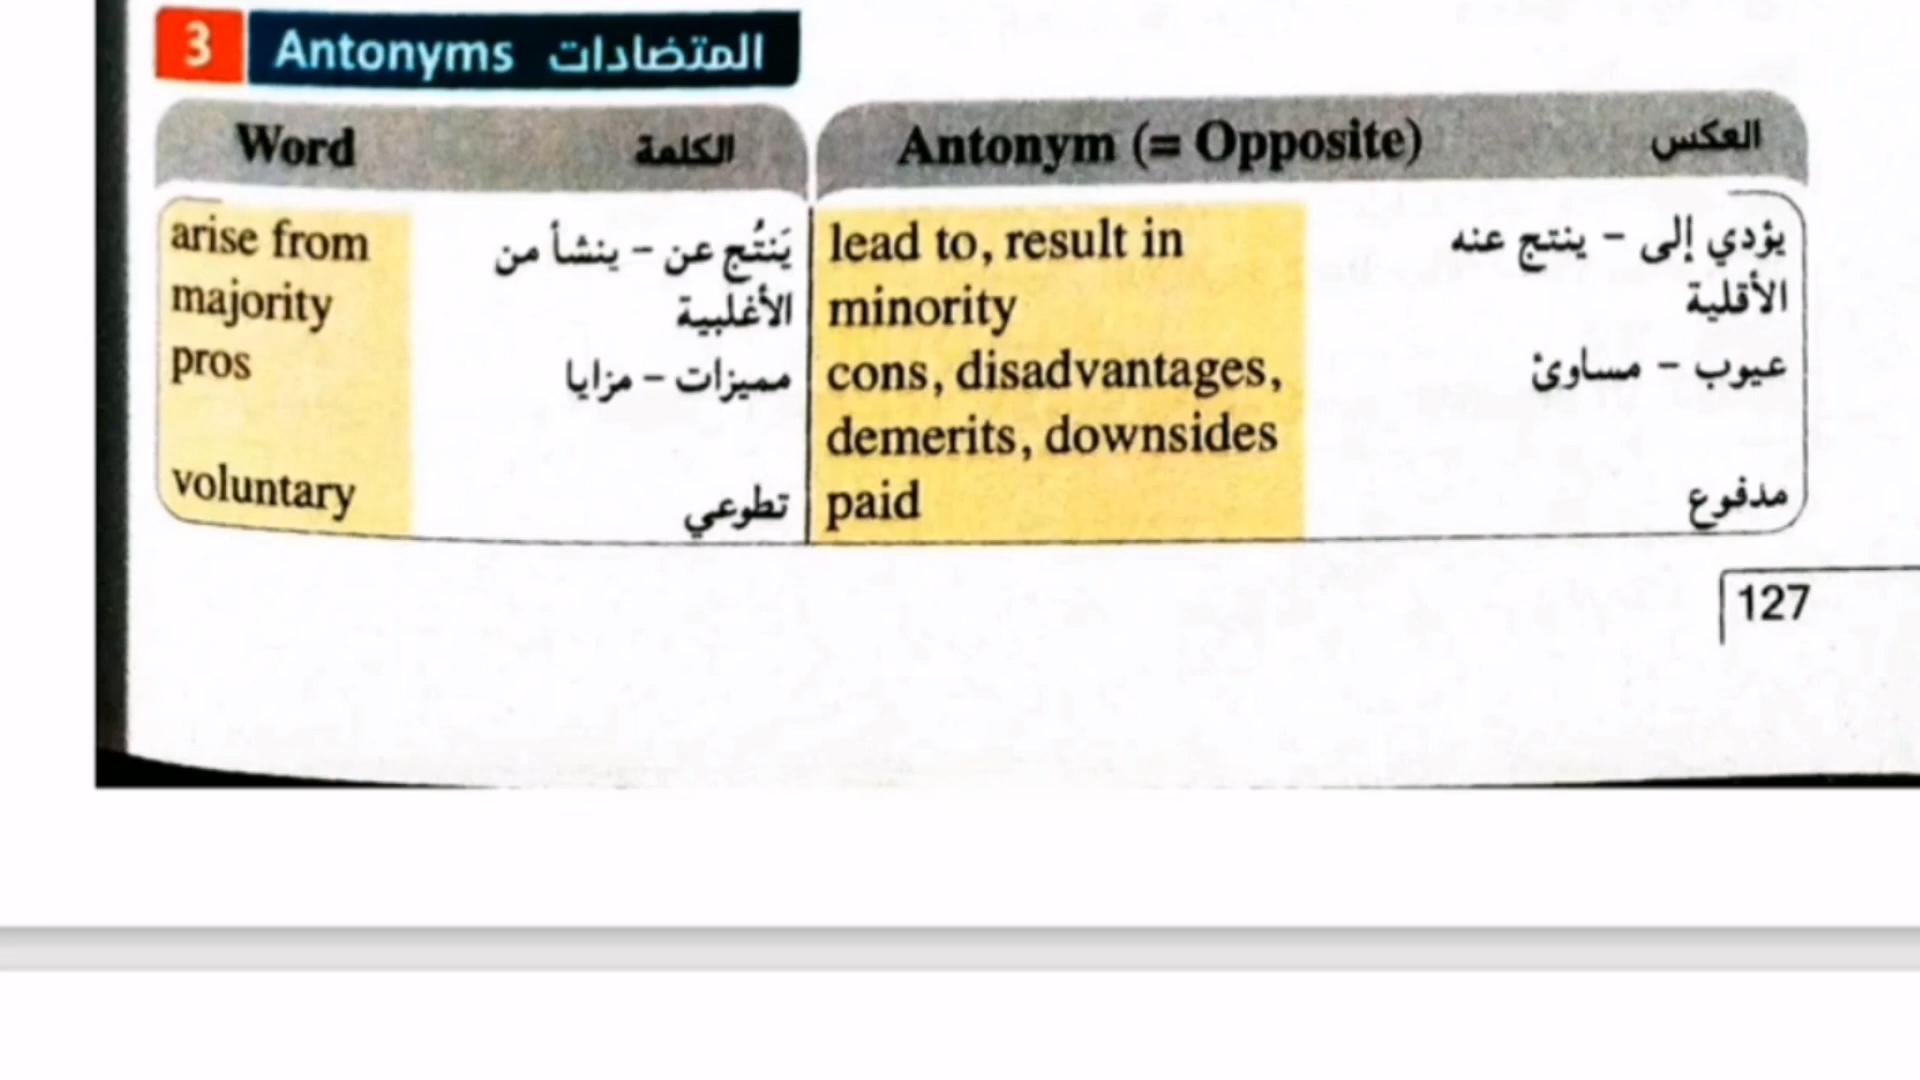 3 Antonyms المتضادات
Word الكلمة Antonym (= Opposite) العكس
arise from يَنتُج عن – ينشأ من lead to, result in يؤدي إلى – ينتج عنه
majority الأغلبية minority الأقلية
pros مميزات – مزايا cons, disadvantages, عيوب – مساوئ
demerits, downsides
voluntary تطوعي paid مدفوع
127